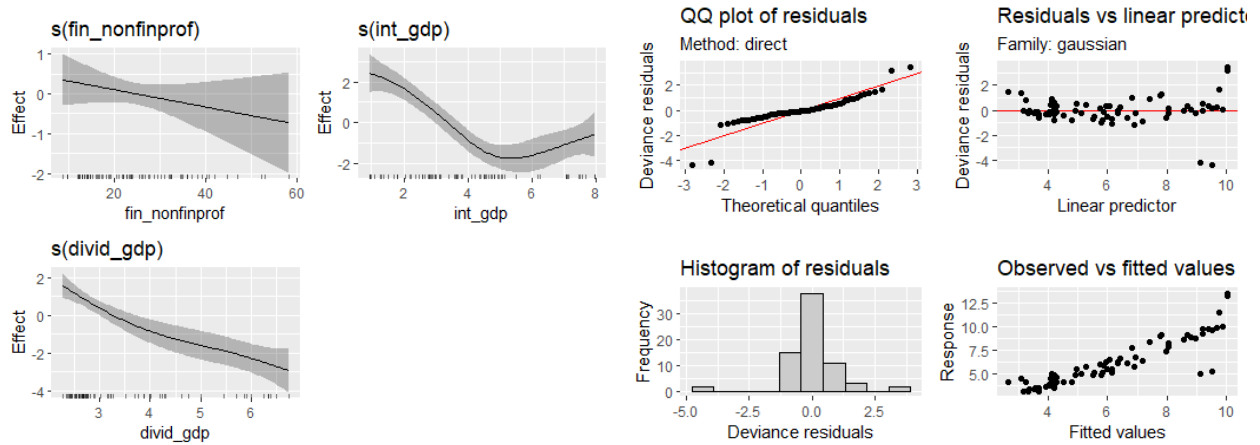 s(fin_nonfinprof)
Effect
1
0
-1
-2
20
40
60
fin_nonfinprof
s(int_gdp)
Effect
2
0
-2
2
4
6
8
int_gdp
s(divid_gdp)
Effect
2
0
-2
-4
3
4
5
6
divid_gdp
QQ plot of residuals
Method: direct
Deviance residuals
2
0
-2
-4
-3
-2
-1
0
1
2
3
Theoretical quantiles
Residuals vs linear predicto
Family: gaussian
Deviance residuals
2
0
-2
-4
4
6
8
10
Linear predictor
Histogram of residuals
Frequency
30
20
10
0
-5.0
-2.5
0.0
2.5
Deviance residuals
Observed vs fitted values
Response
12.5
10.0
7.5
5.0
4
6
8
10
Fitted values